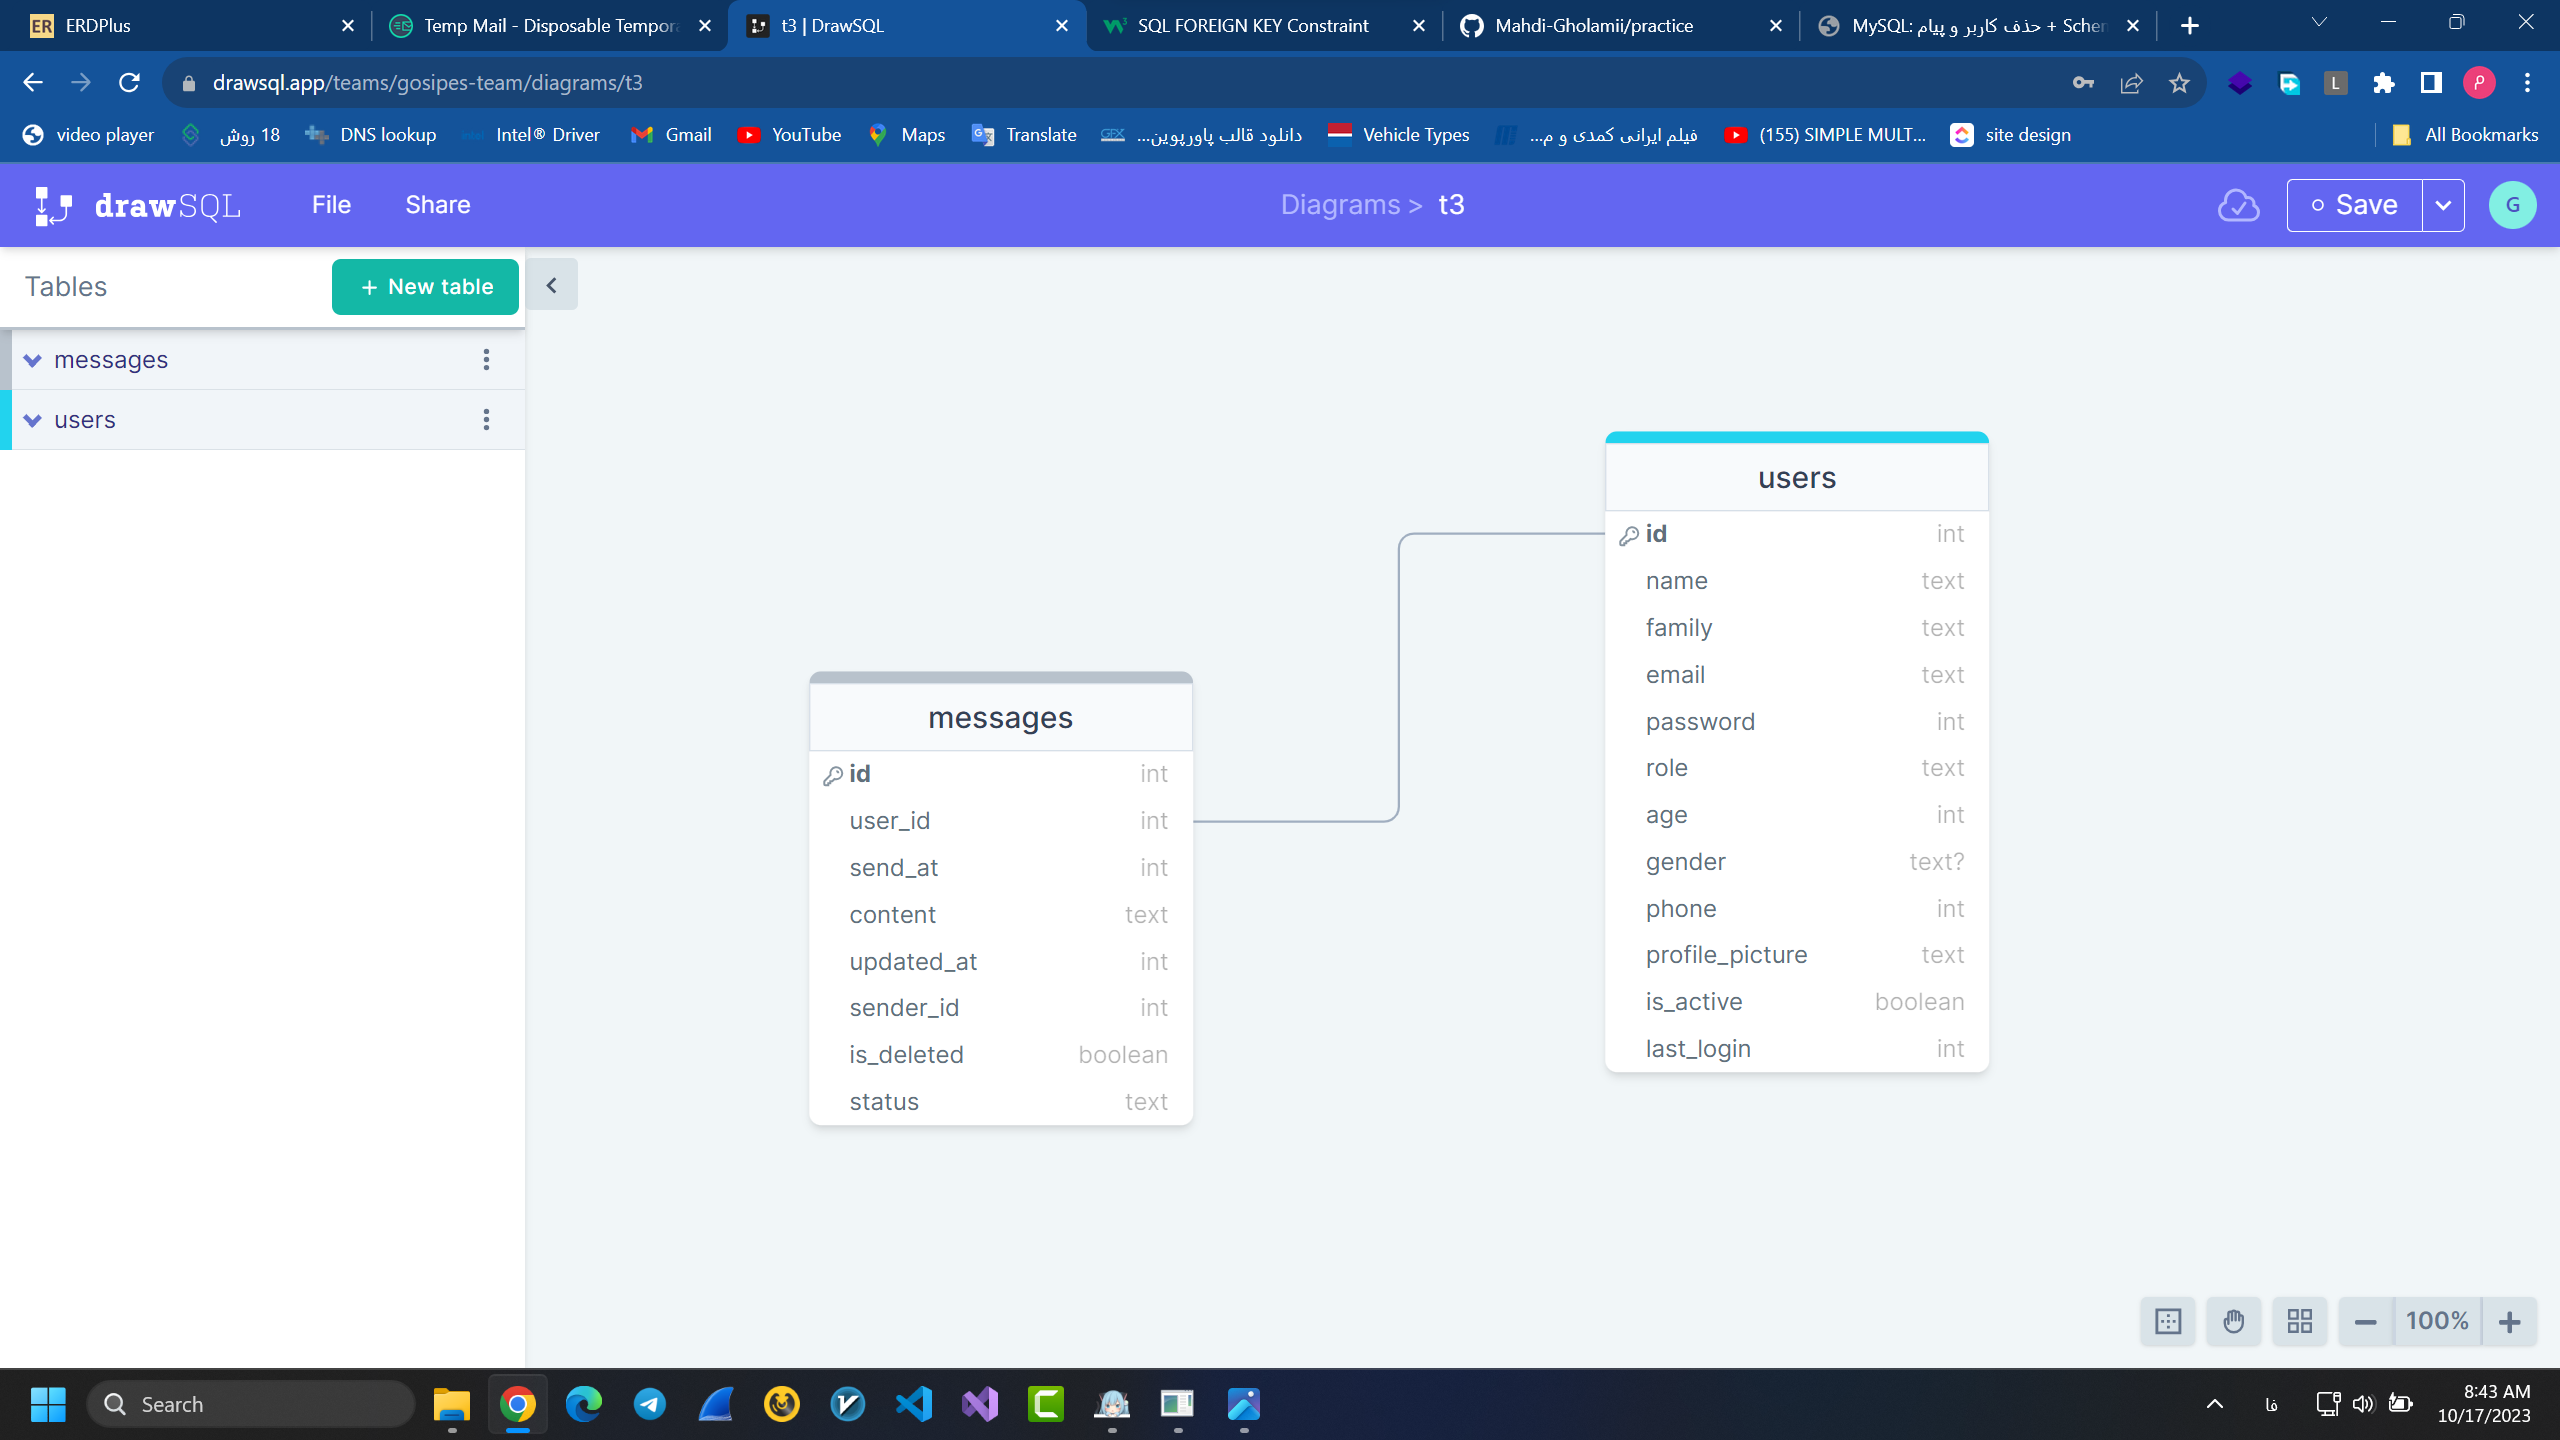 ERDPlus
Temp Mail - Disposable Tempora
t3 | DrawSQL
SQL FOREIGN KEY Constraint
Mahdi-Gholamii/practice
MySQL: حذف کاربر و پیام + Schem
drawsql.app/teams/gosipes-team/diagrams/t3
L
P
video player
18 روش
DNS lookup
Intel® Driver
Gmail
YouTube
Maps
Translate
دانلود قالب پاورپوین...
Vehicle Types
فیلم ایرانی کمدی و م...
(155) SIMPLE MULT...
site design
All Bookmarks
drawSQL
File
Share
Diagrams > t3
Save
G
Tables
+ New table
messages
users
users
id int
name text
family text
email text
password int
role text
age int
gender text?
phone int
profile_picture text
is_active boolean
last_login int
messages
id int
user_id int
send_at int
content text
updated_at int
sender_id int
is_deleted boolean
status text
100%
Search
فا
8:43 AM
10/17/2023